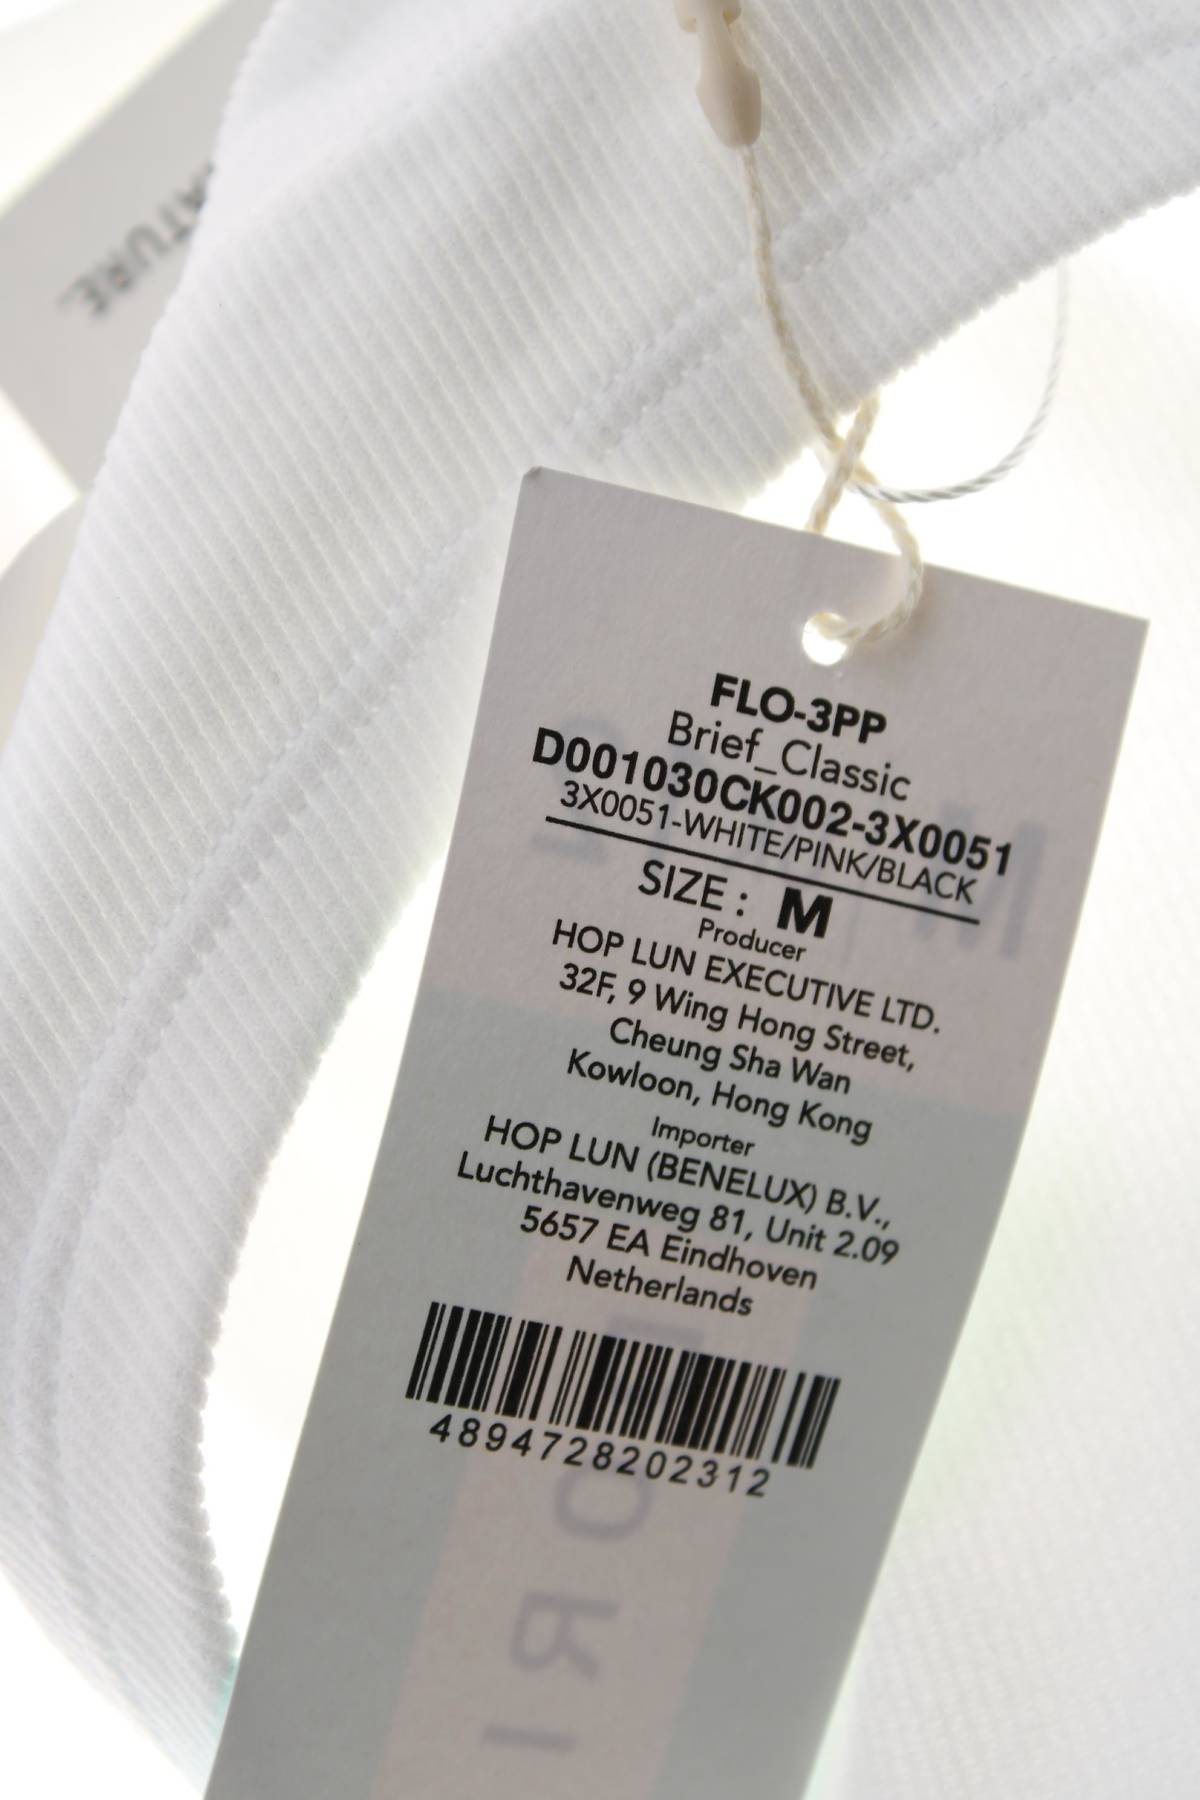 ATURE.
FLO-3PP
Brief_Classic
D001030CK002-3X0051
3X0051-WHITE/PINK/BLACK
SIZE : M
Producer
HOP LUN EXECUTIVE LTD.
32F, 9 Wing Hong Street,
Cheung Sha Wan
Kowloon, Hong Kong
Importer
HOP LUN (BENELUX) B.V.,
Luchthavenweg 81, Unit 2.09
5657 EA Eindhoven
Netherlands
4894728202312